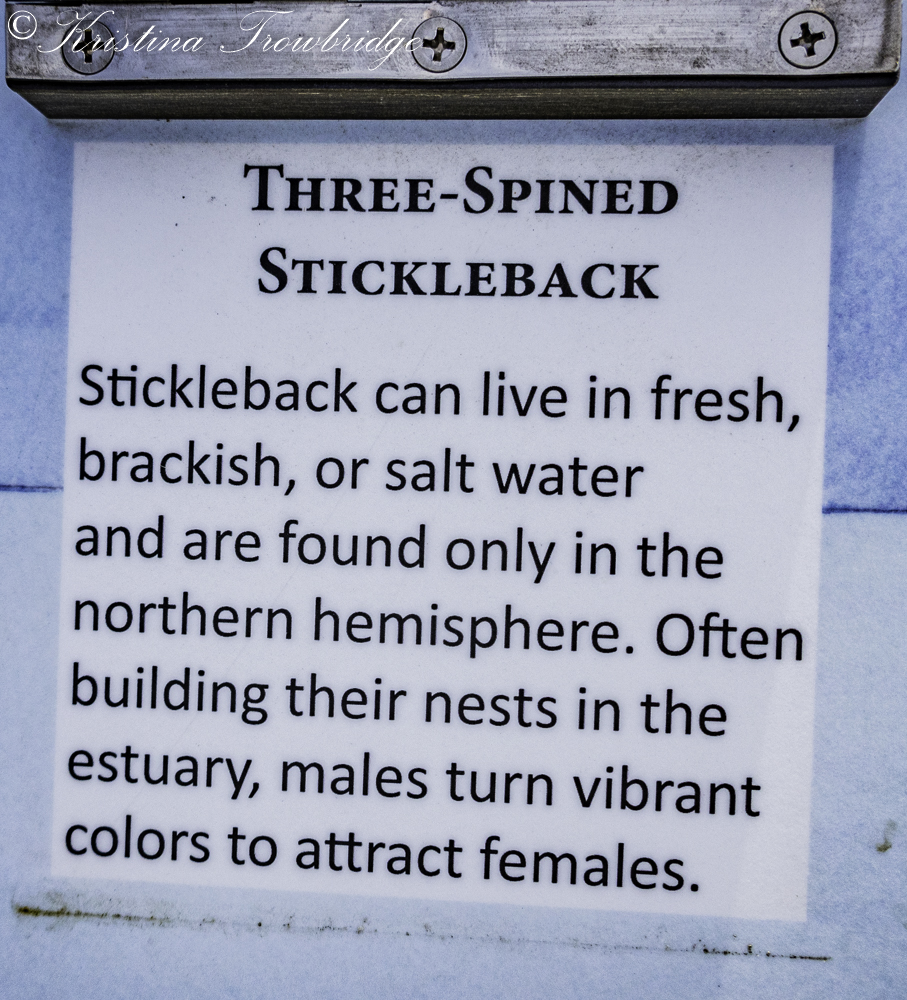 © Kristina Trowbridge
THREE-SPINED
STICKLEBACK
Stickleback can live in fresh,
brackish, or salt water
and are found only in the
northern hemisphere. Often
building their nests in the
estuary, males turn vibrant
colors to attract females.